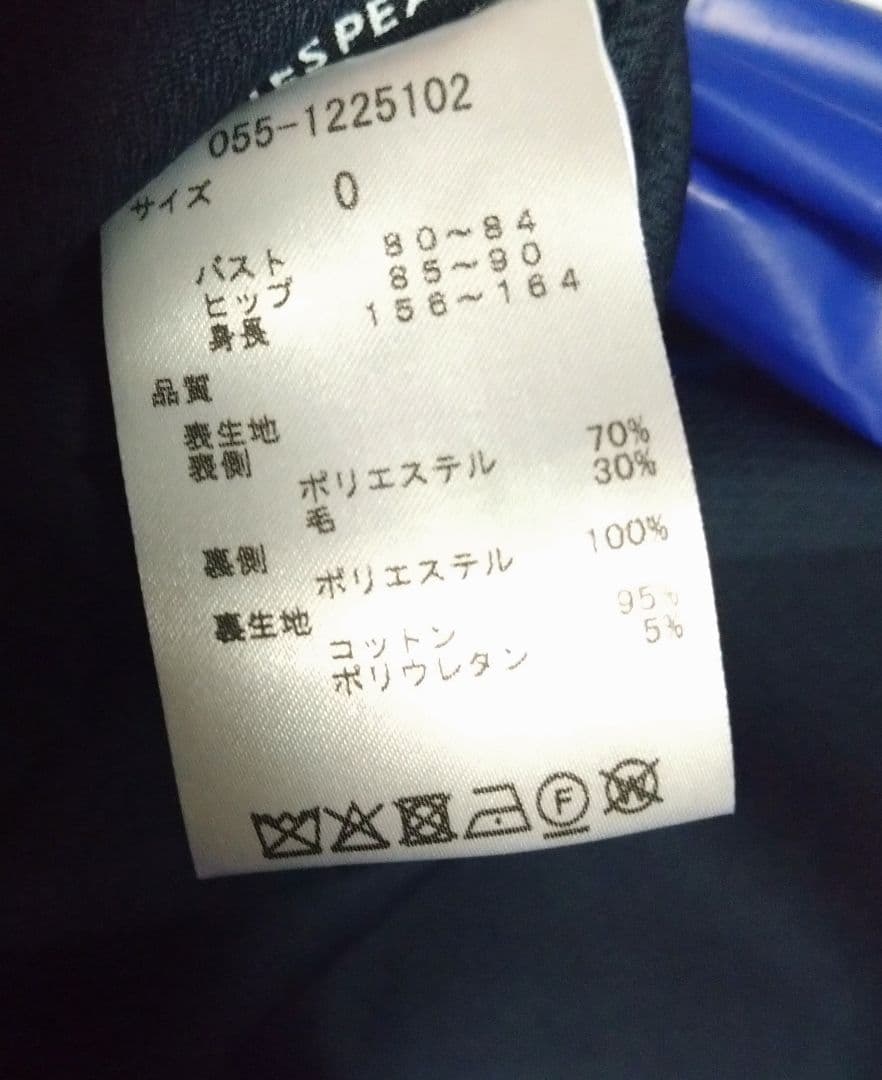 055-1225102
サイズ 0
バスト 80～84
ヒップ 85～90
身長 156～164
品質
表生地
表側
ポリエステル 70%
毛 30%
裏側
ポリエステル 100%
裏生地
コットン 95
ポリウレタン 5%
F
W